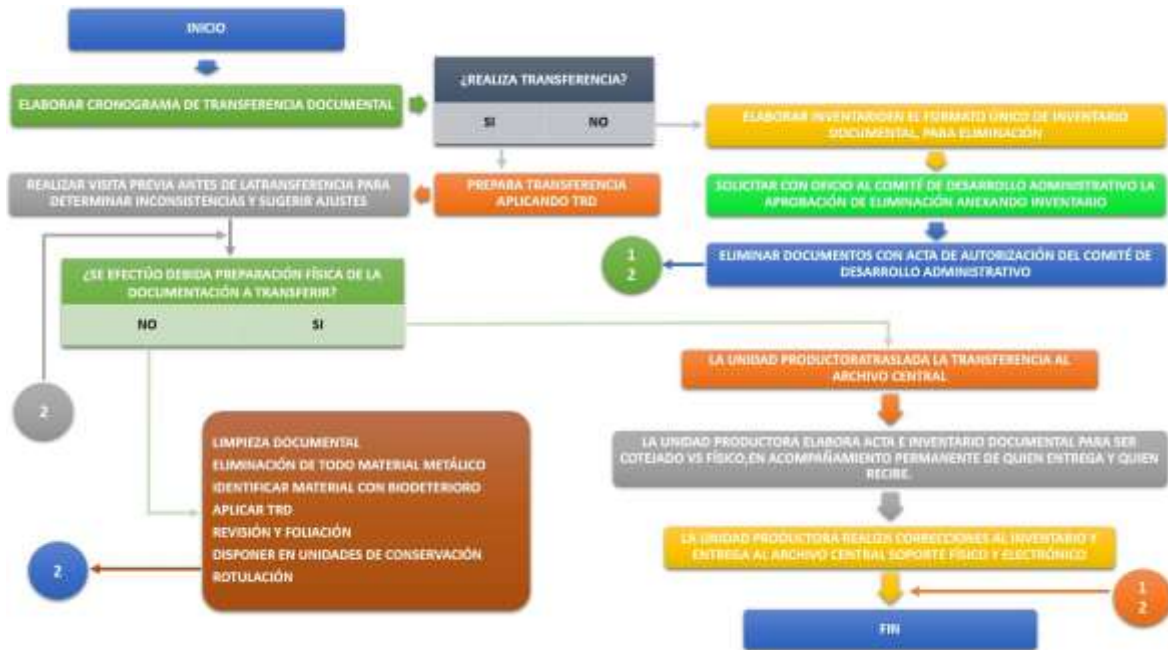 INICIO
ELABORAR CRONOGRAMA DE TRANSFERENCIA DOCUMENTAL
¿REALIZA TRANSFERENCIA?
SI NO
ELABORAR INVENTARIOEN EL FORMATO ÚNICO DE INVENTARIO
DOCUMENTAL, PARA ELIMINACIÓN
REALIZAR VISITA PREVIA ANTES DE LATRANSFERENCIA PARA
DETERMINAR INCONSISTENCIAS Y SUGERIR AJUSTES
PREPARA TRANSFERENCIA
APLICANDO TRD
SOLICITAR CON OFICIO AL COMITÉ DE DESARROLLO ADMINISTRATIVO LA
APROBACIÓN DE ELIMINACIÓN ANEXANDO INVENTARIO
1
2
ELIMINAR DOCUMENTOS CON ACTA DE AUTORIZACIÓN DEL COMITÉ DE
DESARROLLO ADMINISTRATIVO
¿SE EFECTÚO DEBIDA PREPARACIÓN FÍSICA DE LA
DOCUMENTACIÓN A TRANSFERIR?
NO SI
2
LA UNIDAD PRODUCTORATRASLADA LA TRANSFERENCIA AL
ARCHIVO CENTRAL
LIMPIEZA DOCUMENTAL
ELIMINACIÓN DE TODO MATERIAL METÁLICO
IDENTIFICAR MATERIAL CON BIODETERIORO
APLICAR TRD
REVISIÓN Y FOLIACIÓN
DISPONER EN UNIDADES DE CONSERVACIÓN
ROTULACIÓN
2
LA UNIDAD PRODUCTORA ELABORA ACTA E INVENTARIO DOCUMENTAL PARA SER
COTEJADO VS FÍSICO,EN ACOMPAÑAMIENTO PERMANENTE DE QUIEN ENTREGA Y QUIEN
RECIBE.
LA UNIDAD PRODUCTORA REALIZA CORRECCIONES AL INVENTARIO Y
ENTREGA AL ARCHIVO CENTRAL SOPORTE FÍSICO Y ELECTRÓNICO
1
2
FIN